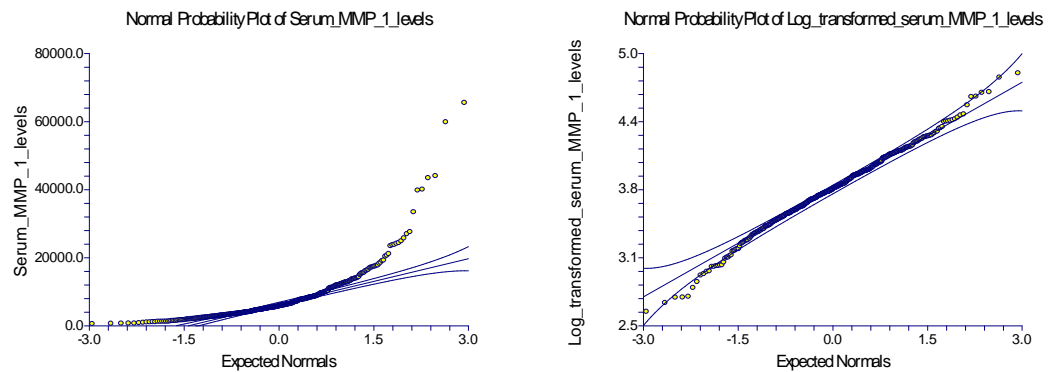 Normal Probability Plot of Serum_MMP_1_levels
80000.0
60000.0
40000.0
20000.0
0.0
Serum_MMP_1_levels
-3.0 -1.5 0.0 1.5 3.0
Expected Normals
Normal Probability Plot of Log_transformed_serum_MMP_1_levels
5.0
4.4
3.8
3.1
2.5
Log_transformed_serum_MMP_1_levels
-3.0 -1.5 0.0 1.5 3.0
Expected Normals